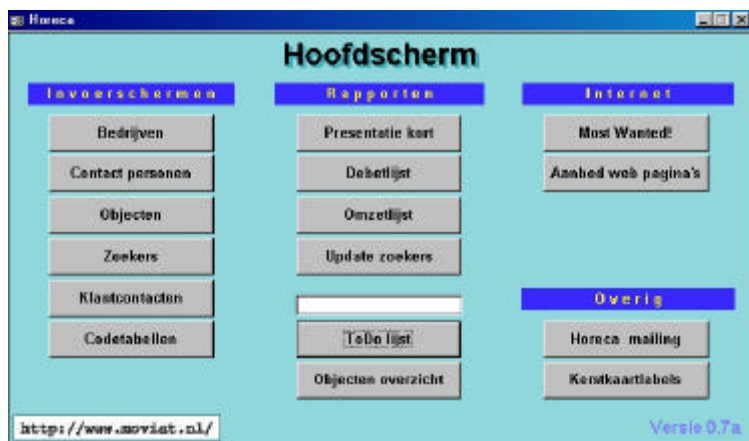 Horeca
Hoofdscherm
Invoerschermen
Bedrijven
Contact personen
Objecten
Zoekers
Klantcontacten
Codetabellen
Rapporten
Presentatie kort
Debetlijst
Omzetlijst
Update zoekers
ToDo lijst
Objecten overzicht
Internet
Most Wanted!
Aanbod web pagina's
Overig
Horeca mailing
Kerstkaartlabels
http://www.moviat.nl/
Versie 0.7a